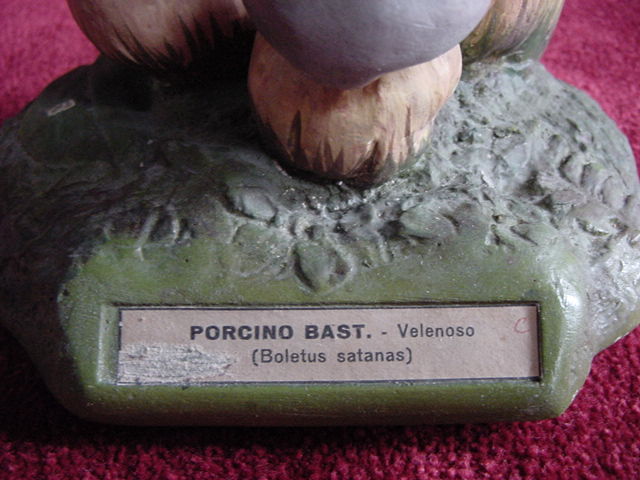 PORCINO BAST. - Velenoso
(Boletus satanas)
C